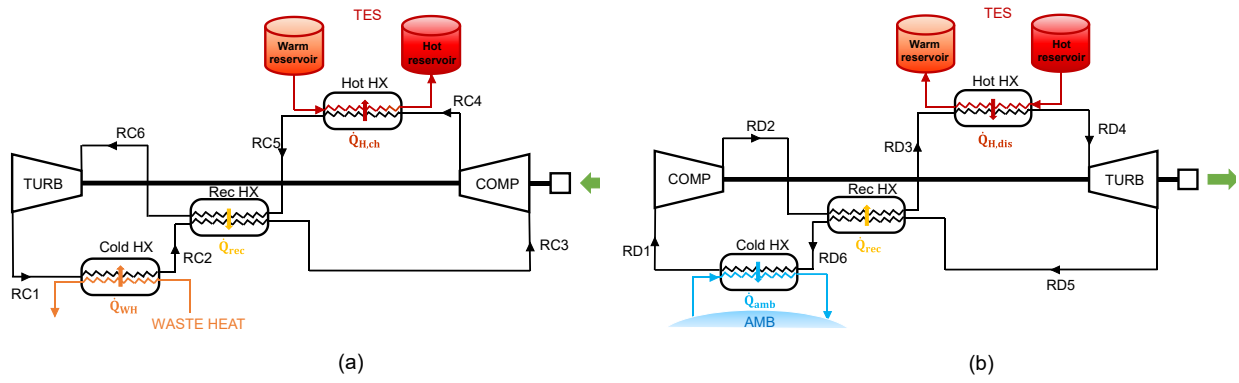 TES
Warm
reservoir
Hot
reservoir
Hot HX
Q̇H,ch
RC4
RC5
RC6
TURB
COMP
Rec HX
Q̇rec
RC3
RC2
Cold HX
RC1
Q̇WH
WASTE HEAT
(a)
TES
Warm
reservoir
Hot
reservoir
Hot HX
Q̇H,dis
RD4
RD3
RD2
COMP
TURB
Rec HX
Q̇rec
RD1
Cold HX
RD6
RD5
Q̇amb
AMB
(b)